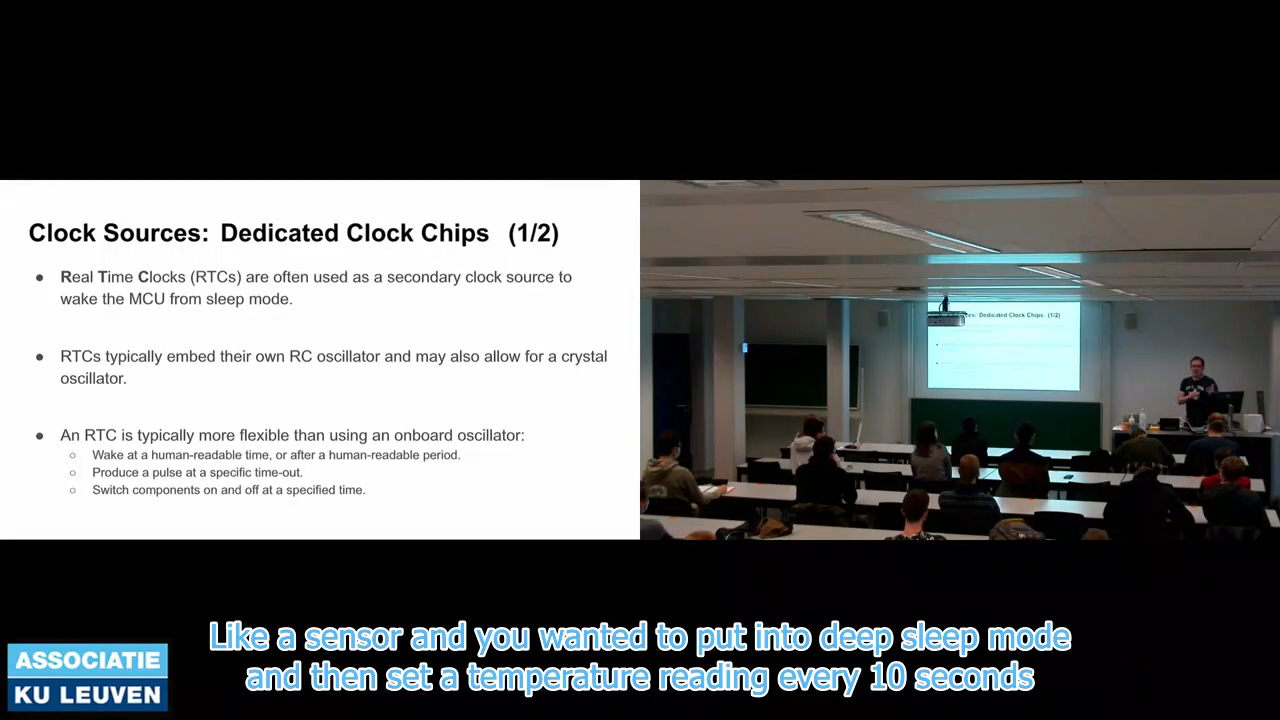 Clock Sources: Dedicated Clock Chips (1/2)
● Real Time Clocks (RTCs) are often used as a secondary clock source to
wake the MCU from sleep mode.
● RTCs typically embed their own RC oscillator and may also allow for a crystal
oscillator.
● An RTC is typically more flexible than using an onboard oscillator:
○ Wake at a human-readable time, or after a human-readable period.
○ Produce a pulse at a specific time-out.
○ Switch components on and off at a specified time.
Dedicated Clock Chips (1/2)
Like a sensor and you wanted to put into deep sleep mode
and then set a temperature reading every 10 seconds
ASSOCIATIE
KU LEUVEN